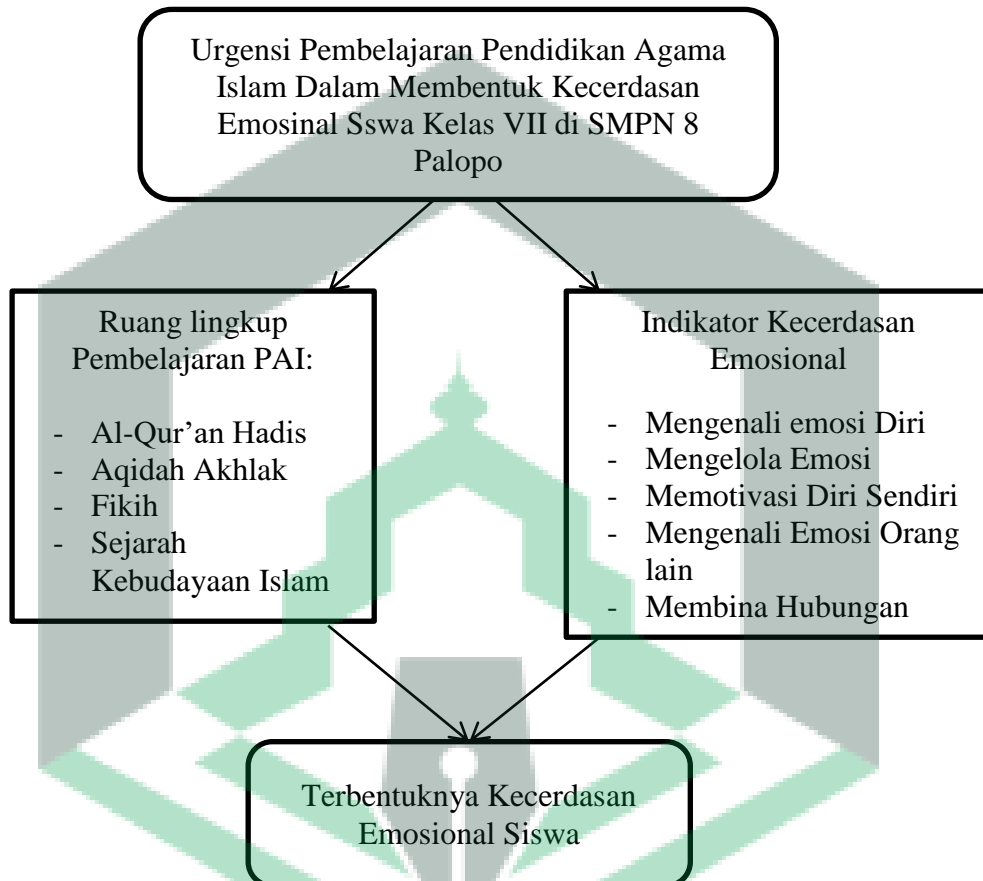 Urgensi Pembelajaran Pendidikan Agama
Islam Dalam Membentuk Kecerdasan
Emosinal Sswa Kelas VII di SMPN 8
Palopo
Ruang lingkup
Pembelajaran PAI:
- Al-Qur’an Hadis
- Aqidah Akhlak
- Fikih
- Sejarah
Kebudayaan Islam
Indikator Kecerdasan
Emosional
- Mengenali emosi Diri
- Mengelola Emosi
- Memotivasi Diri Sendiri
- Mengenali Emosi Orang
lain
- Membina Hubungan
Terbentuknya Kecerdasan
Emosional Siswa